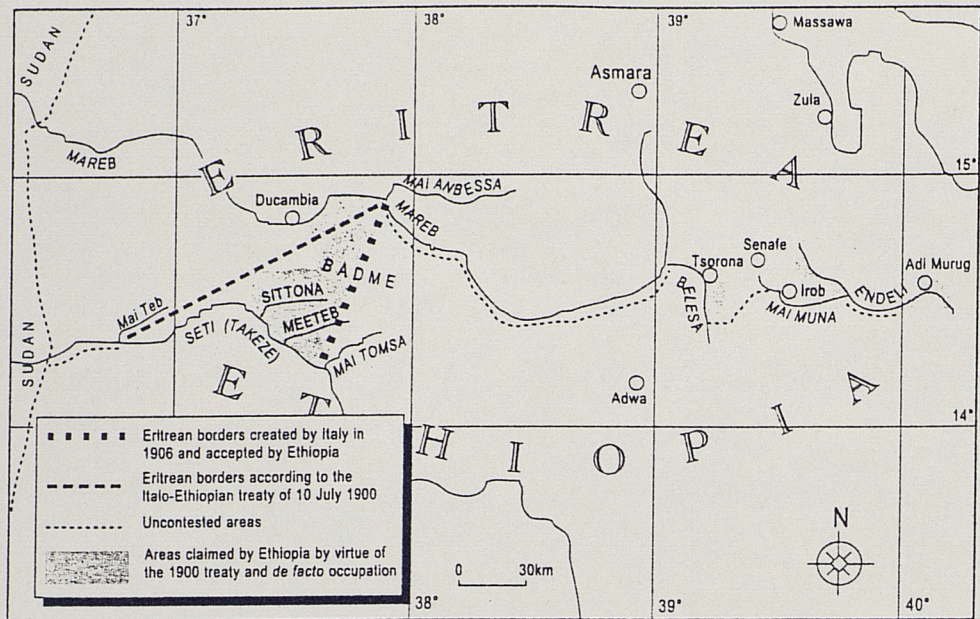 37°
38°
39°
Massawa
SUDAN
Asmara
Zula
ERITREA
MAREB
15°
MAI ANBESSA
Ducambia
MAREB
BADME
Senafe
Tsorona
Adi Murug
SITTONA
Irob
ENDELI
BELESA
MAI MUNA
Mai Teb
MEETEB
SETI (TAKEZE)
MAI TOMSA
SUDAN
Adwa
14°
ETHIOPIA
Eritrean borders created by Italy in
1906 and accepted by Ethiopia
Eritrean borders according to the
Italo-Ethiopian treaty of 10 July 1900
Uncontested areas
Areas claimed by Ethiopia by virtue of
the 1900 treaty and de facto occupation
N
0 30km
38°
39°
40°